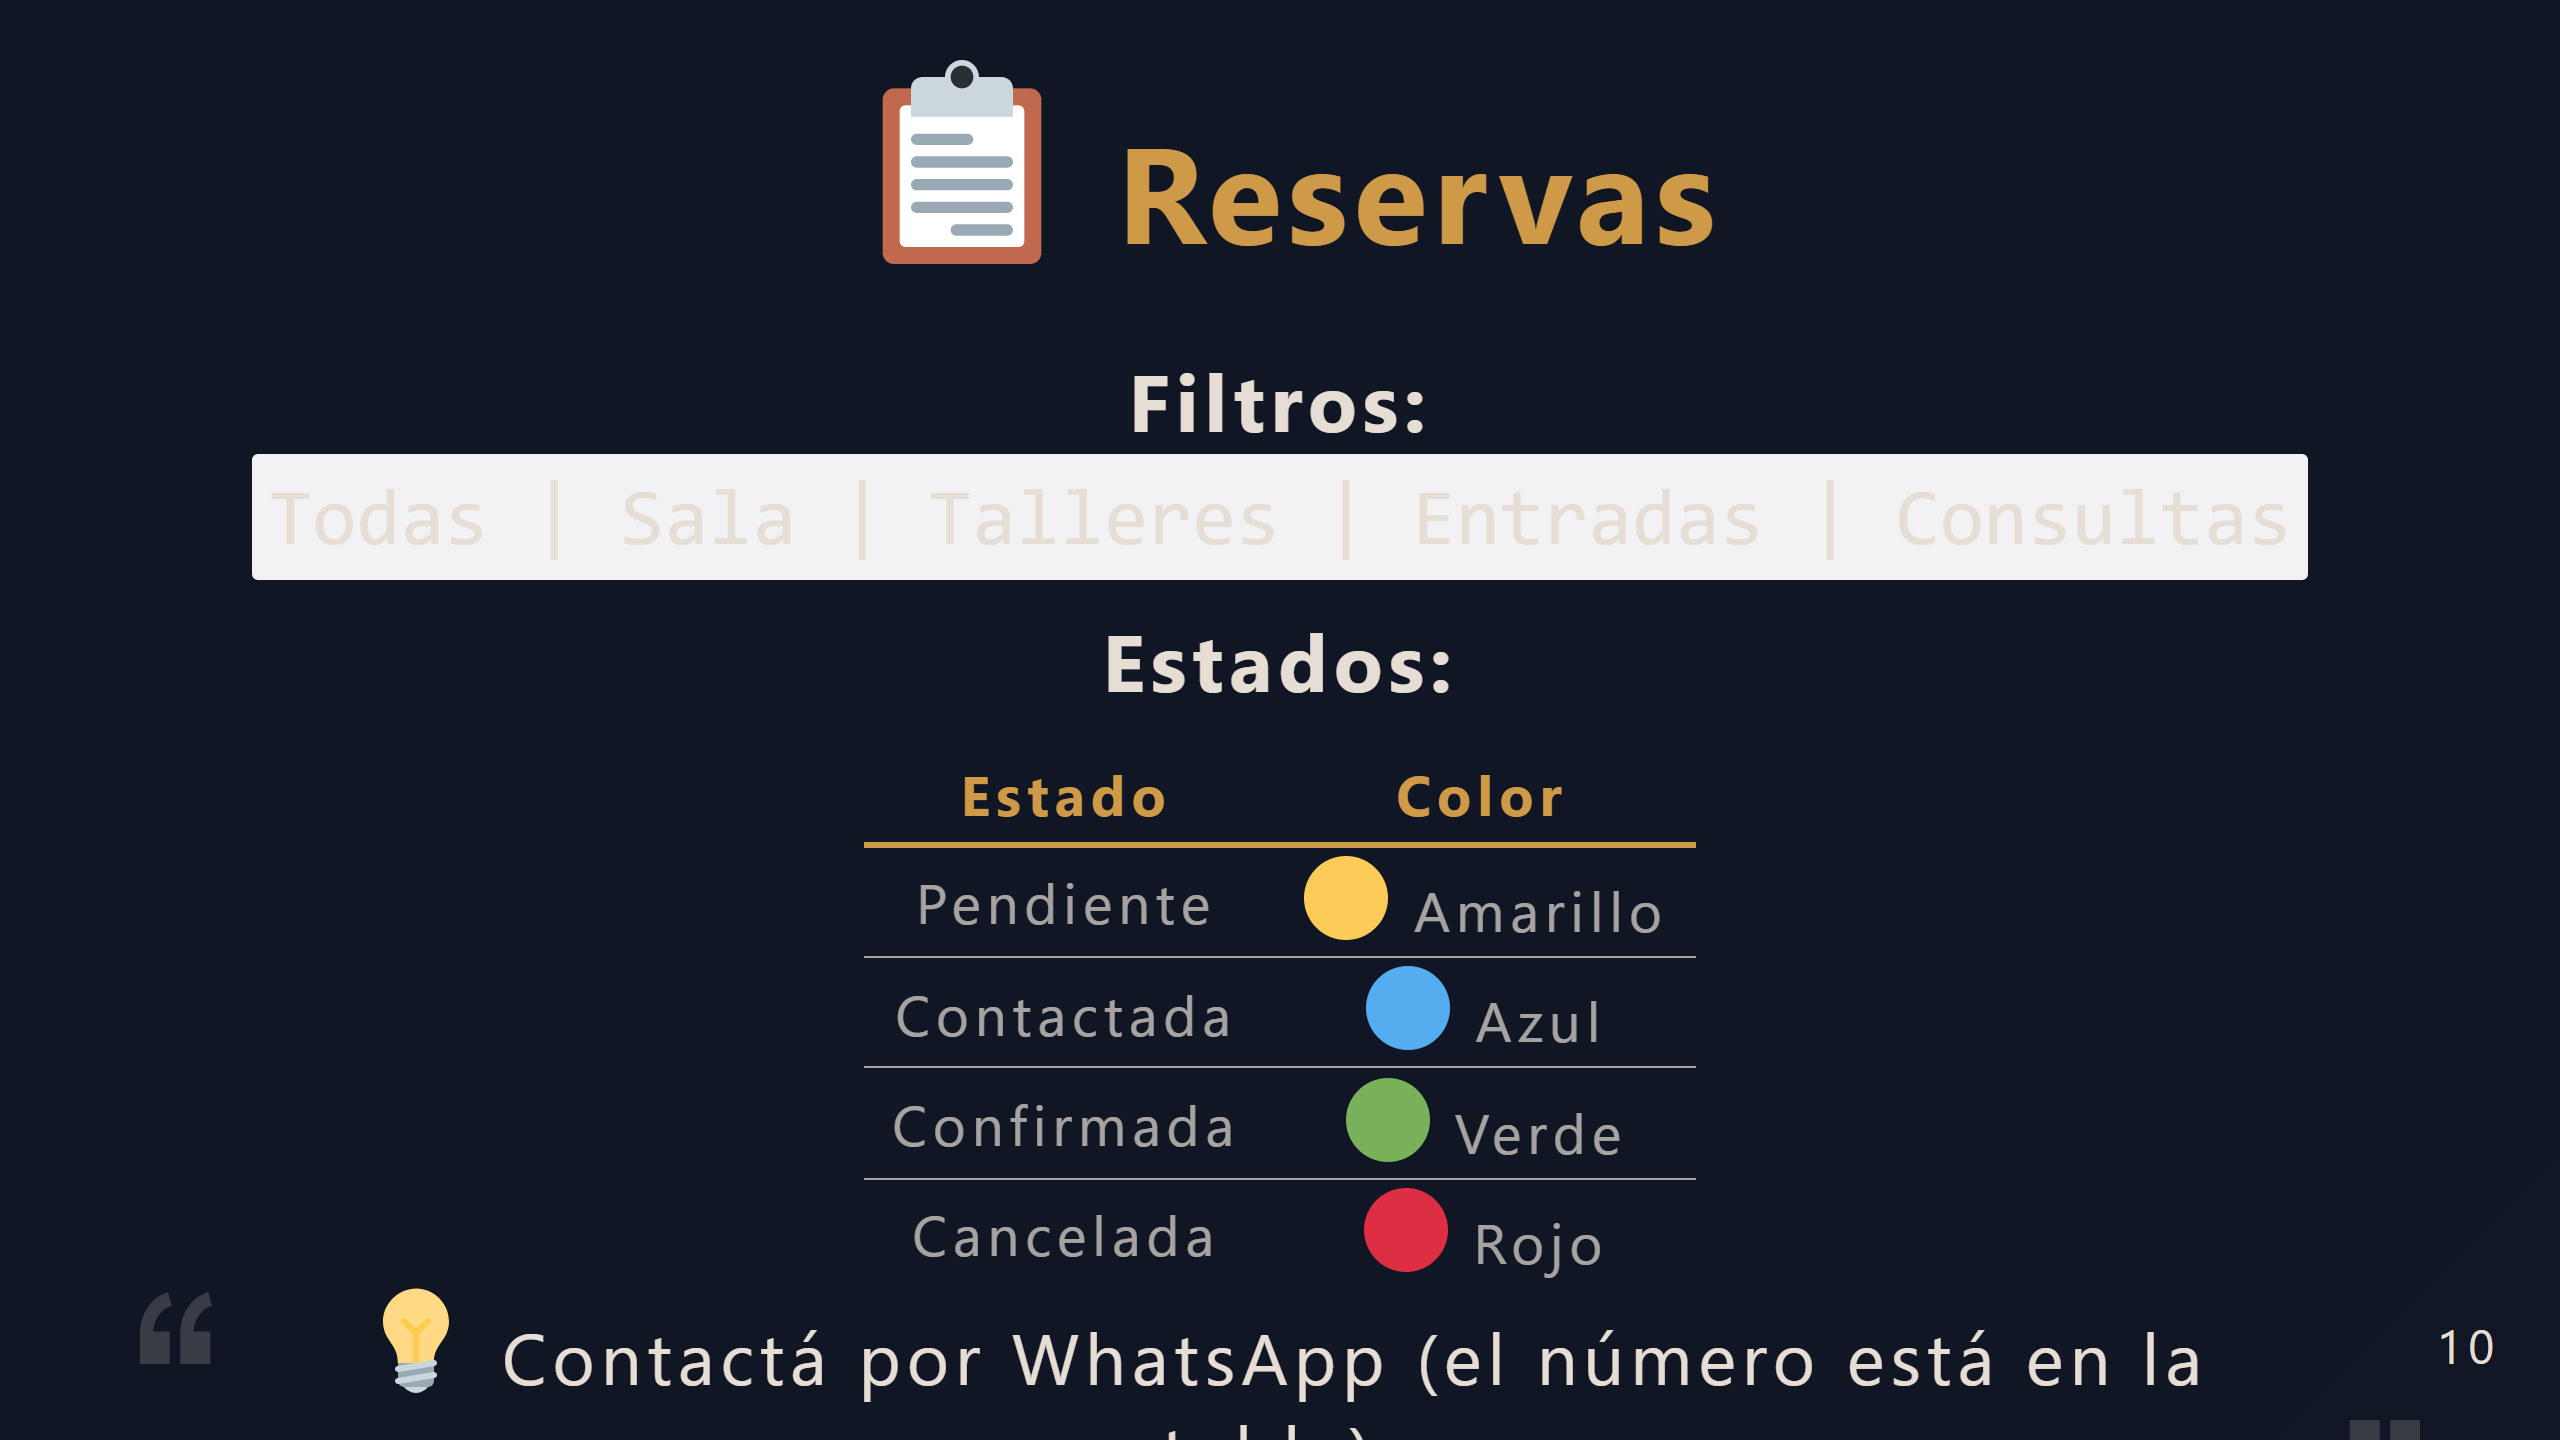 Reservas
Filtros:
Todas | Sala | Talleres | Entradas | Consultas
Estados:
Estado Color
Pendiente Amarillo
Contactada Azul
Confirmada Verde
Cancelada Rojo
“ Contactá por WhatsApp (el número está en la
10